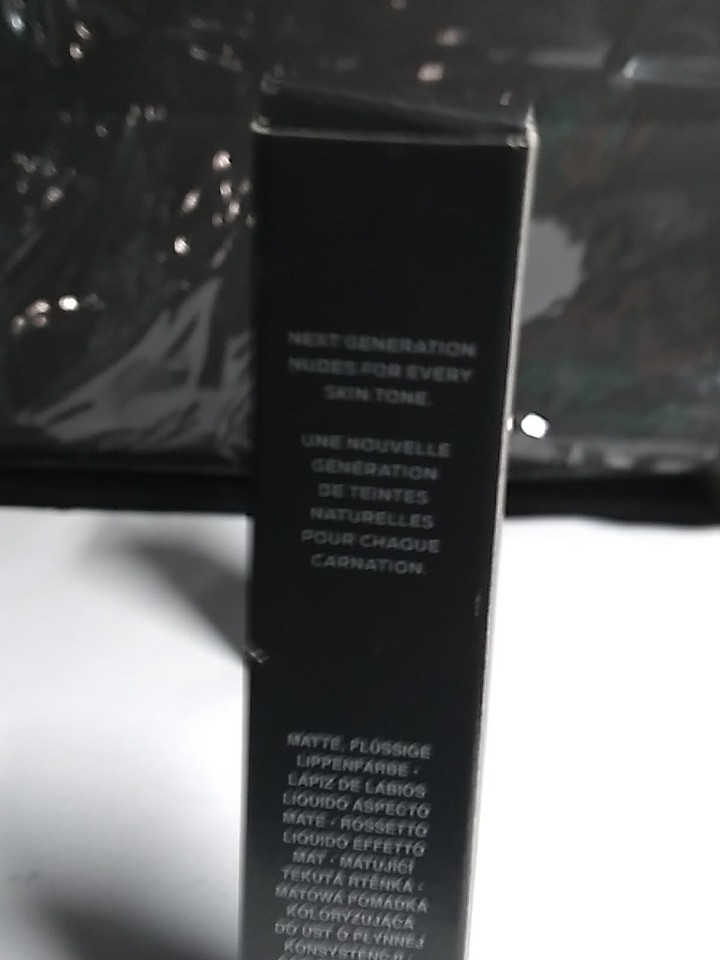 NEXT GENERATION
NUDES FOR EVERY
SKIN TONE.
UNE NOUVELLE
GÉNÉRATION
DE TEINTES
NATURELLES
POUR CHAQUE
CARNATION.
MATTE, FLÜSSIGE
LIPPENFARBE •
LÁPIZ DE LABIOS
LÍQUIDO ASPECTO
MATE • ROSSETTO
LIQUIDO EFFETTO
MAT • MATUJÍCÍ
TEKUTÁ RTĚNKA •
MATOWA POMADKA
KOLORYZUJĄCA
DO UST O PŁYNNEJ
KONSYSTENCJI •